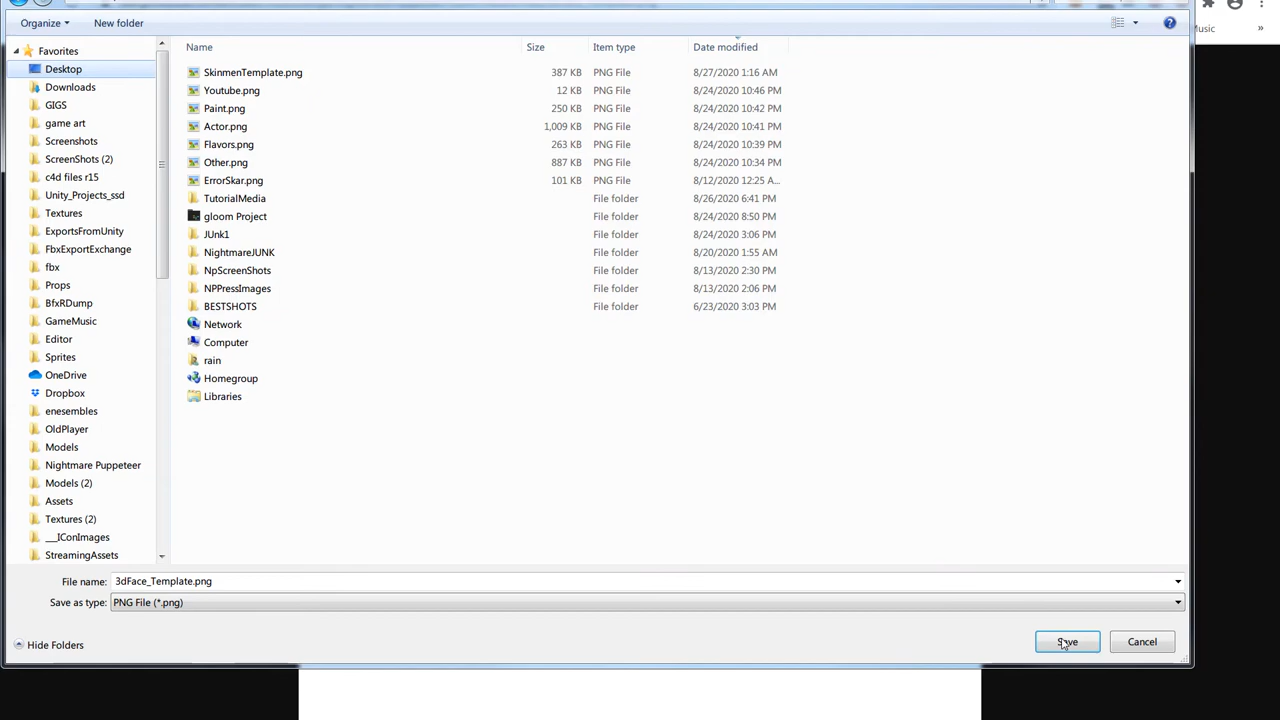 Music
»
Organize
New folder
Favorites
Desktop
Downloads
GIGS
game art
Screenshots
ScreenShots (2)
c4d files r15
Unity_Projects_ssd
Textures
ExportsFromUnity
FbxExportExchange
fbx
Props
BfxRDump
GameMusic
Editor
Sprites
OneDrive
Dropbox
enesembles
OldPlayer
Models
Nightmare Puppeteer
Models (2)
Assets
Textures (2)
__IConImages
StreamingAssets
Name Size Item type Date modified
SkinmenTemplate.png 387 KB PNG File 8/27/2020 1:16 AM
Youtube.png 12 KB PNG File 8/24/2020 10:46 PM
Paint.png 250 KB PNG File 8/24/2020 10:42 PM
Actor.png 1,009 KB PNG File 8/24/2020 10:41 PM
Flavors.png 263 KB PNG File 8/24/2020 10:39 PM
Other.png 887 KB PNG File 8/24/2020 10:34 PM
ErrorSkar.png 101 KB PNG File 8/12/2020 12:25 A...
TutorialMedia File folder 8/26/2020 6:41 PM
gloom Project File folder 8/24/2020 8:50 PM
JUnk1 File folder 8/24/2020 3:06 PM
NightmareJUNK File folder 8/20/2020 1:55 AM
NpScreenShots File folder 8/13/2020 2:30 PM
NPPressImages File folder 8/13/2020 2:06 PM
BESTSHOTS File folder 6/23/2020 3:03 PM
Network
Computer
rain
Homegroup
Libraries
File name: 3dFace_Template.png
Save as type: PNG File (*.png)
Hide Folders
Save
Cancel